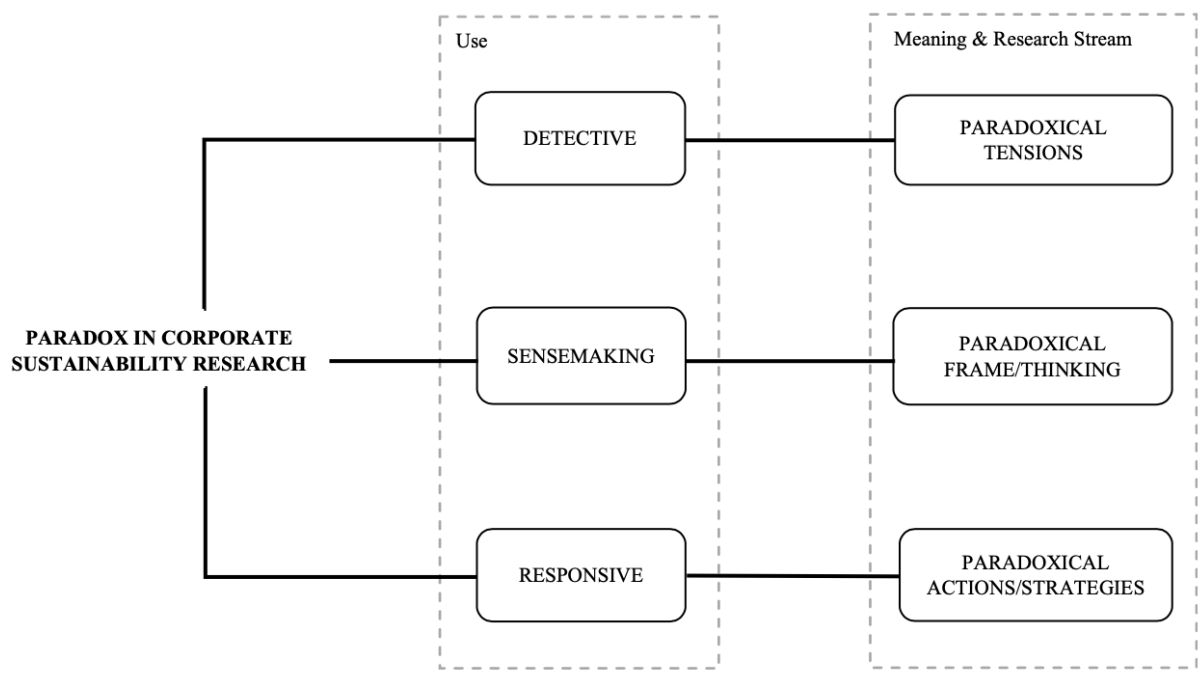 Use
Meaning & Research Stream
DETECTIVE
PARADOXICAL
TENSIONS
PARADOX IN CORPORATE
SUSTAINABILITY RESEARCH
SENSEMAKING
PARADOXICAL
FRAME/THINKING
RESPONSIVE
PARADOXICAL
ACTIONS/STRATEGIES